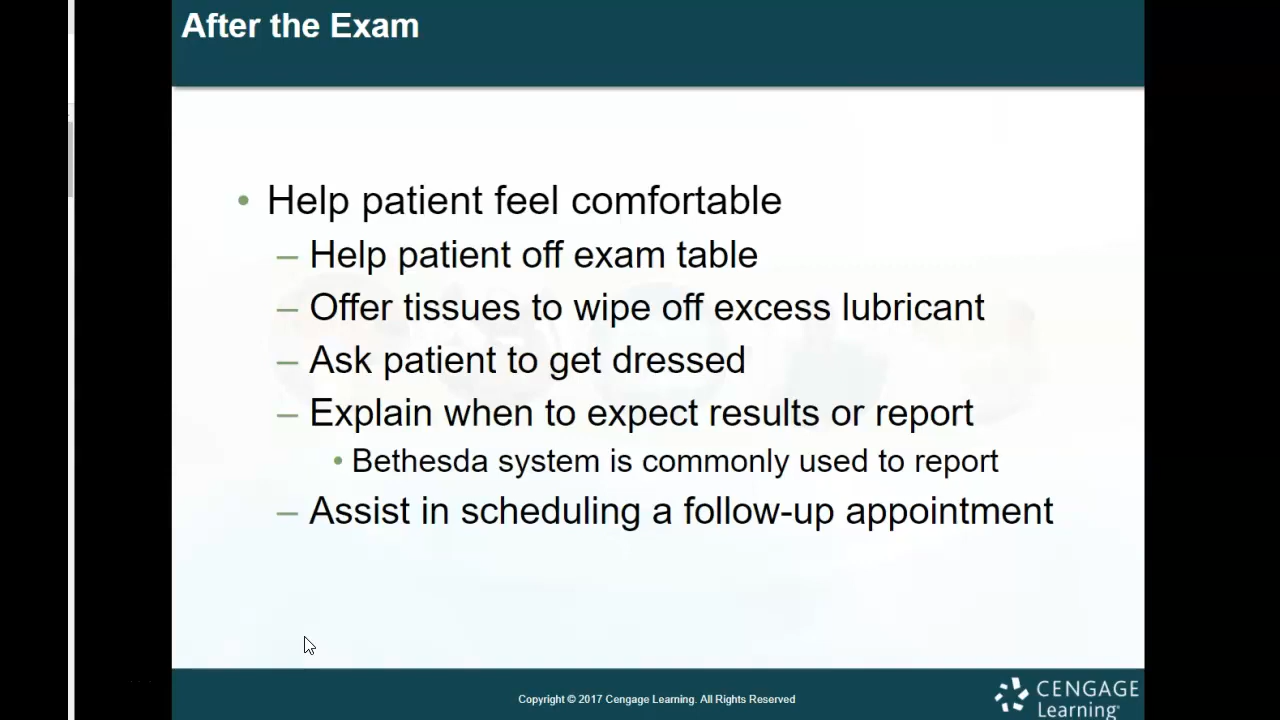 After the Exam
• Help patient feel comfortable
– Help patient off exam table
– Offer tissues to wipe off excess lubricant
– Ask patient to get dressed
– Explain when to expect results or report
• Bethesda system is commonly used to report
– Assist in scheduling a follow-up appointment
Copyright © 2017 Cengage Learning. All Rights Reserved
CENGAGE
Learning